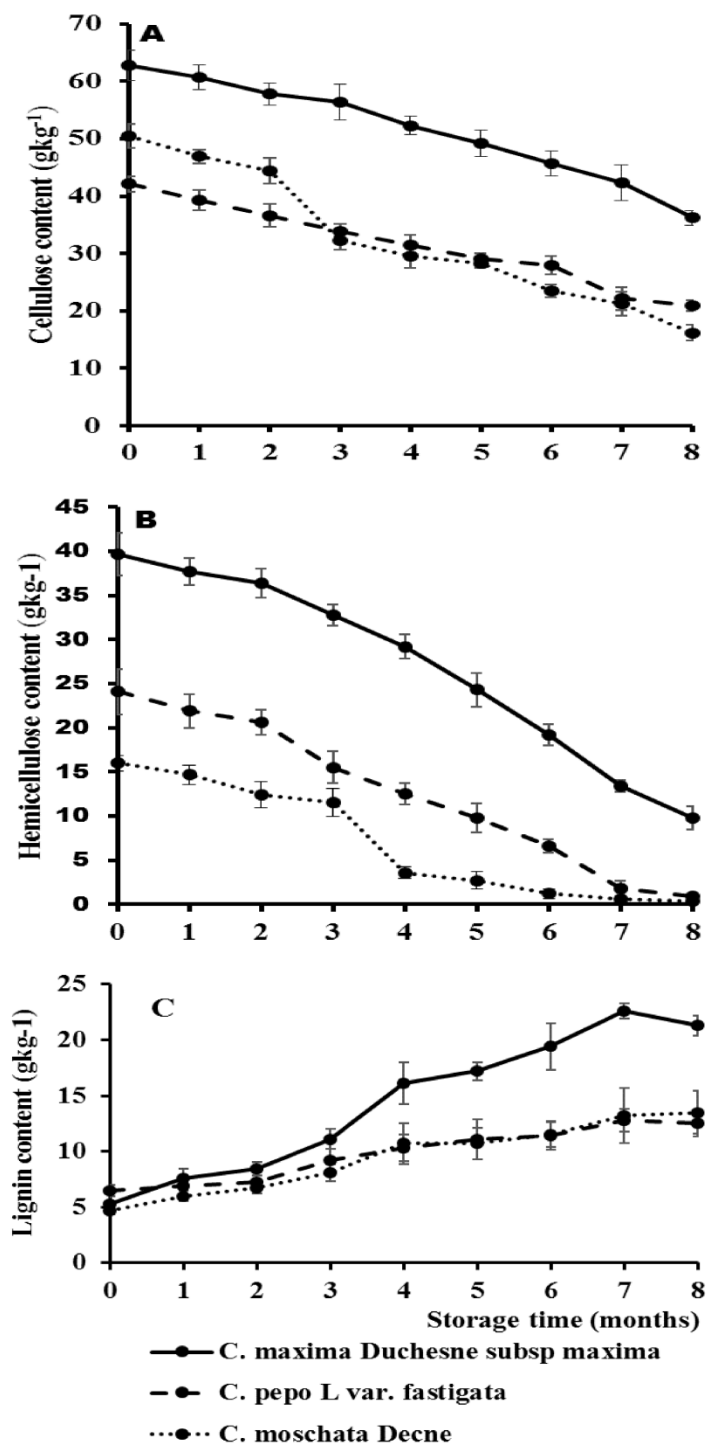 A
Cellulose content (gkg-1)
70
60
50
40
30
20
10
0
0 1 2 3 4 5 6 7 8
B
Hemicellulose content (gkg-1)
45
40
35
30
25
20
15
10
5
0
0 1 2 3 4 5 6 7 8
C
Lignin content (gkg-1)
25
20
15
10
5
0
0 1 2 3 4 5 6 7 8
Storage time (months)
C. maxima Duchesne subsp maxima
C. pepo L var. fastigata
C. moschata Decne